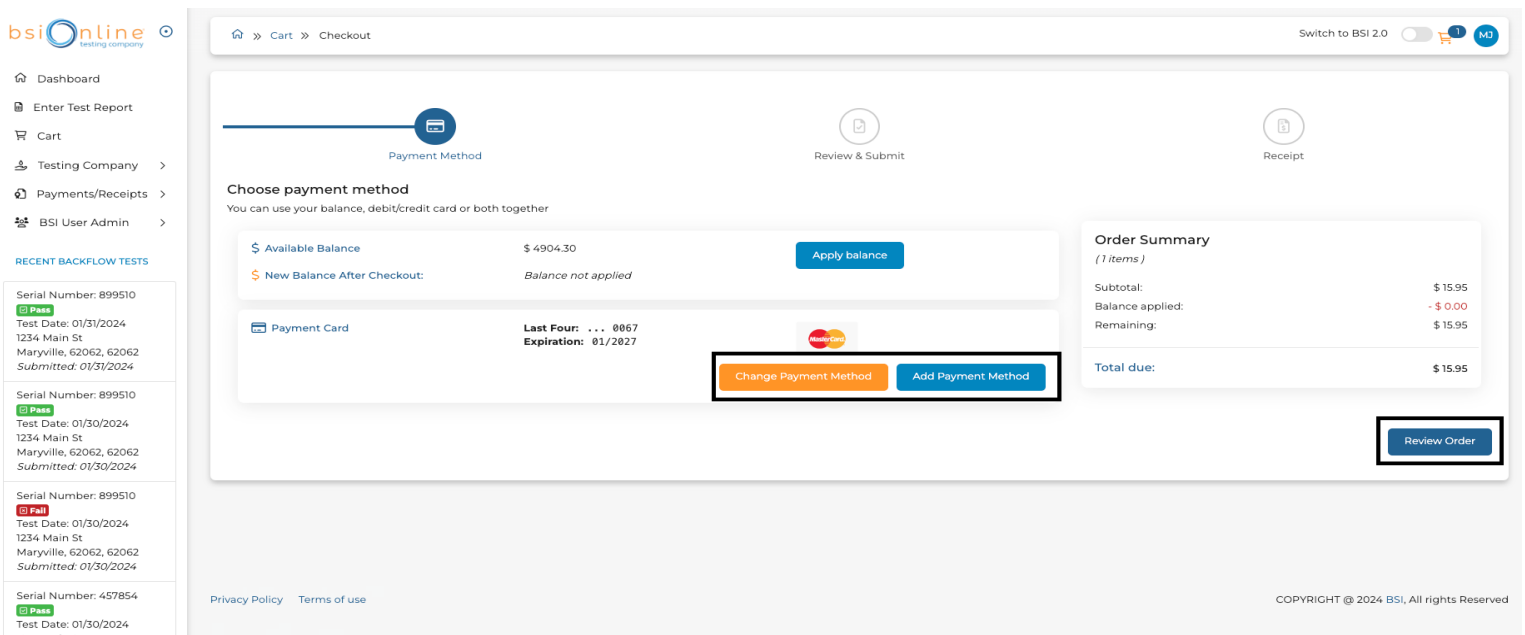 bsiOnline
testing company
Dashboard
Enter Test Report
Cart
Testing Company
Payments/Receipts
BSI User Admin
RECENT BACKFLOW TESTS
Serial Number: 899510
Pass
Test Date: 01/31/2024
1234 Main St
Maryville, 62062, 62062
Submitted: 01/31/2024
Serial Number: 899510
Pass
Test Date: 01/30/2024
1234 Main St
Maryville, 62062, 62062
Submitted: 01/30/2024
Serial Number: 899510
Fail
Test Date: 01/30/2024
1234 Main St
Maryville, 62062, 62062
Submitted: 01/30/2024
Serial Number: 457854
Pass
Test Date: 01/30/2024
» Cart » Checkout
Switch to BSI 2.0 1 MJ
Payment Method Review & Submit Receipt
Choose payment method
You can use your balance, debit/credit card or both together
$ Available Balance $ 4904.30 Apply balance
$ New Balance After Checkout: Balance not applied
Payment Card Last Four: ... 0067 MasterCard
Expiration: 01/2027
Change Payment Method Add Payment Method
Order Summary
(1 items)
Subtotal: $ 15.95
Balance applied: - $ 0.00
Remaining: $ 15.95
Total due: $ 15.95
Review Order
Privacy Policy Terms of use
COPYRIGHT @ 2024 BSI, All rights Reserved